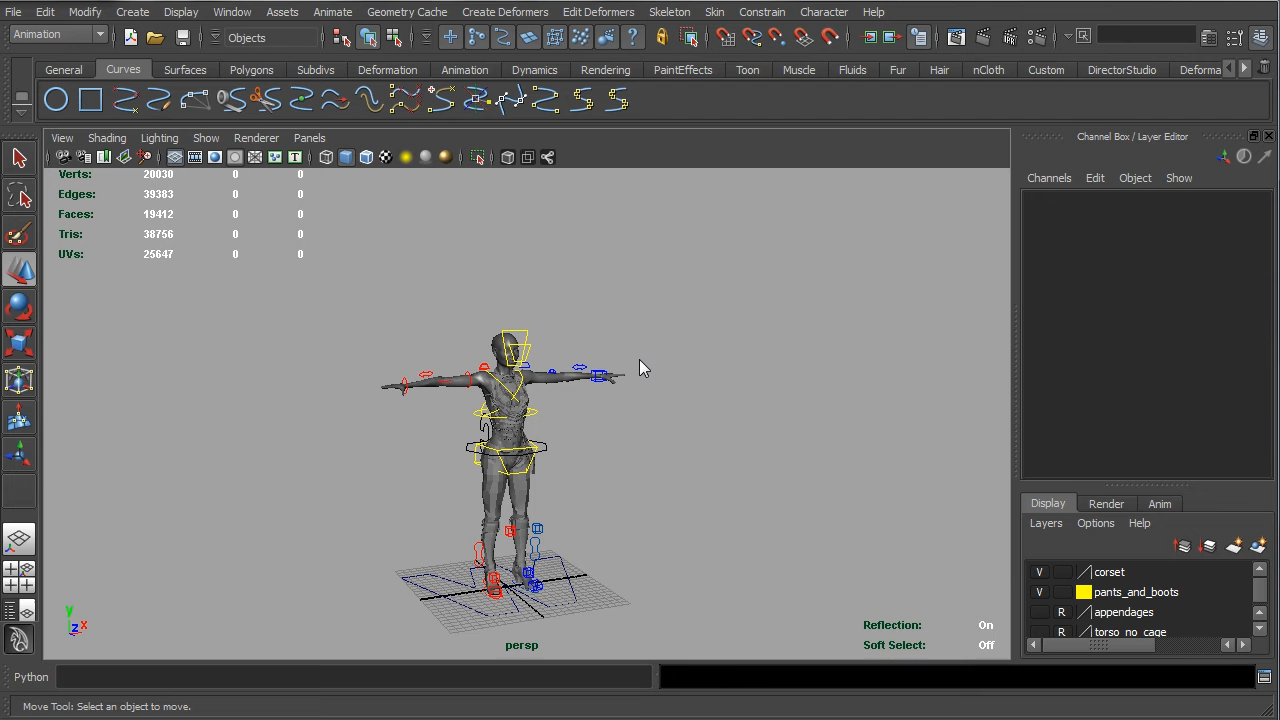 File Edit Modify Create Display Window Assets Animate Geometry Cache Create Deformers Edit Deformers Skeleton Skin Constrain Character Help
Animation Objects
General Curves Surfaces Polygons Subdivs Deformation Animation Dynamics Rendering PaintEffects Toon Muscle Fluids Fur Hair nCloth Custom DirectorStudio Deforma
View Shading Lighting Show Renderer Panels
Channel Box / Layer Editor
Channels Edit Object Show
Verts: 20030 0 0
Edges: 39383 0 0
Faces: 19412 0 0
Tris: 38756 0 0
UVs: 25647 0 0
Display Render Anim
Layers Options Help
V corset
V pants_and_boots
R appendages
R torso_no_cage
y
z x
persp
Reflection: On
Soft Select: Off
Python
Move Tool: Select an object to move.